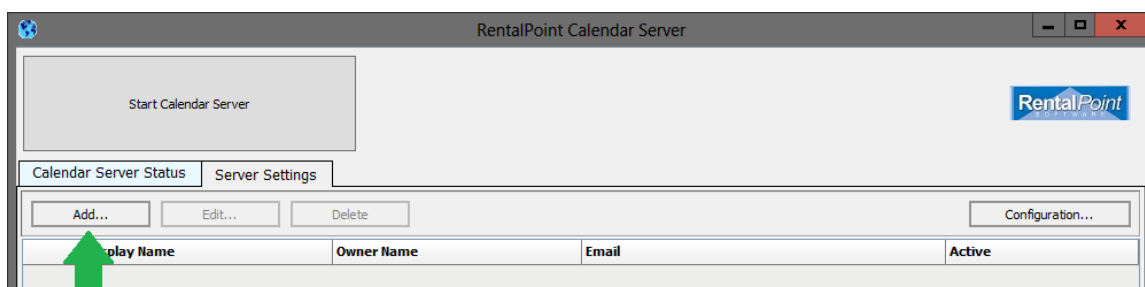 RentalPoint Calendar Server
Start Calendar Server
RentalPoint
SOFTWARE
Calendar Server Status Server Settings
Add... Edit... Delete Configuration...
Name Owner Name Email Active